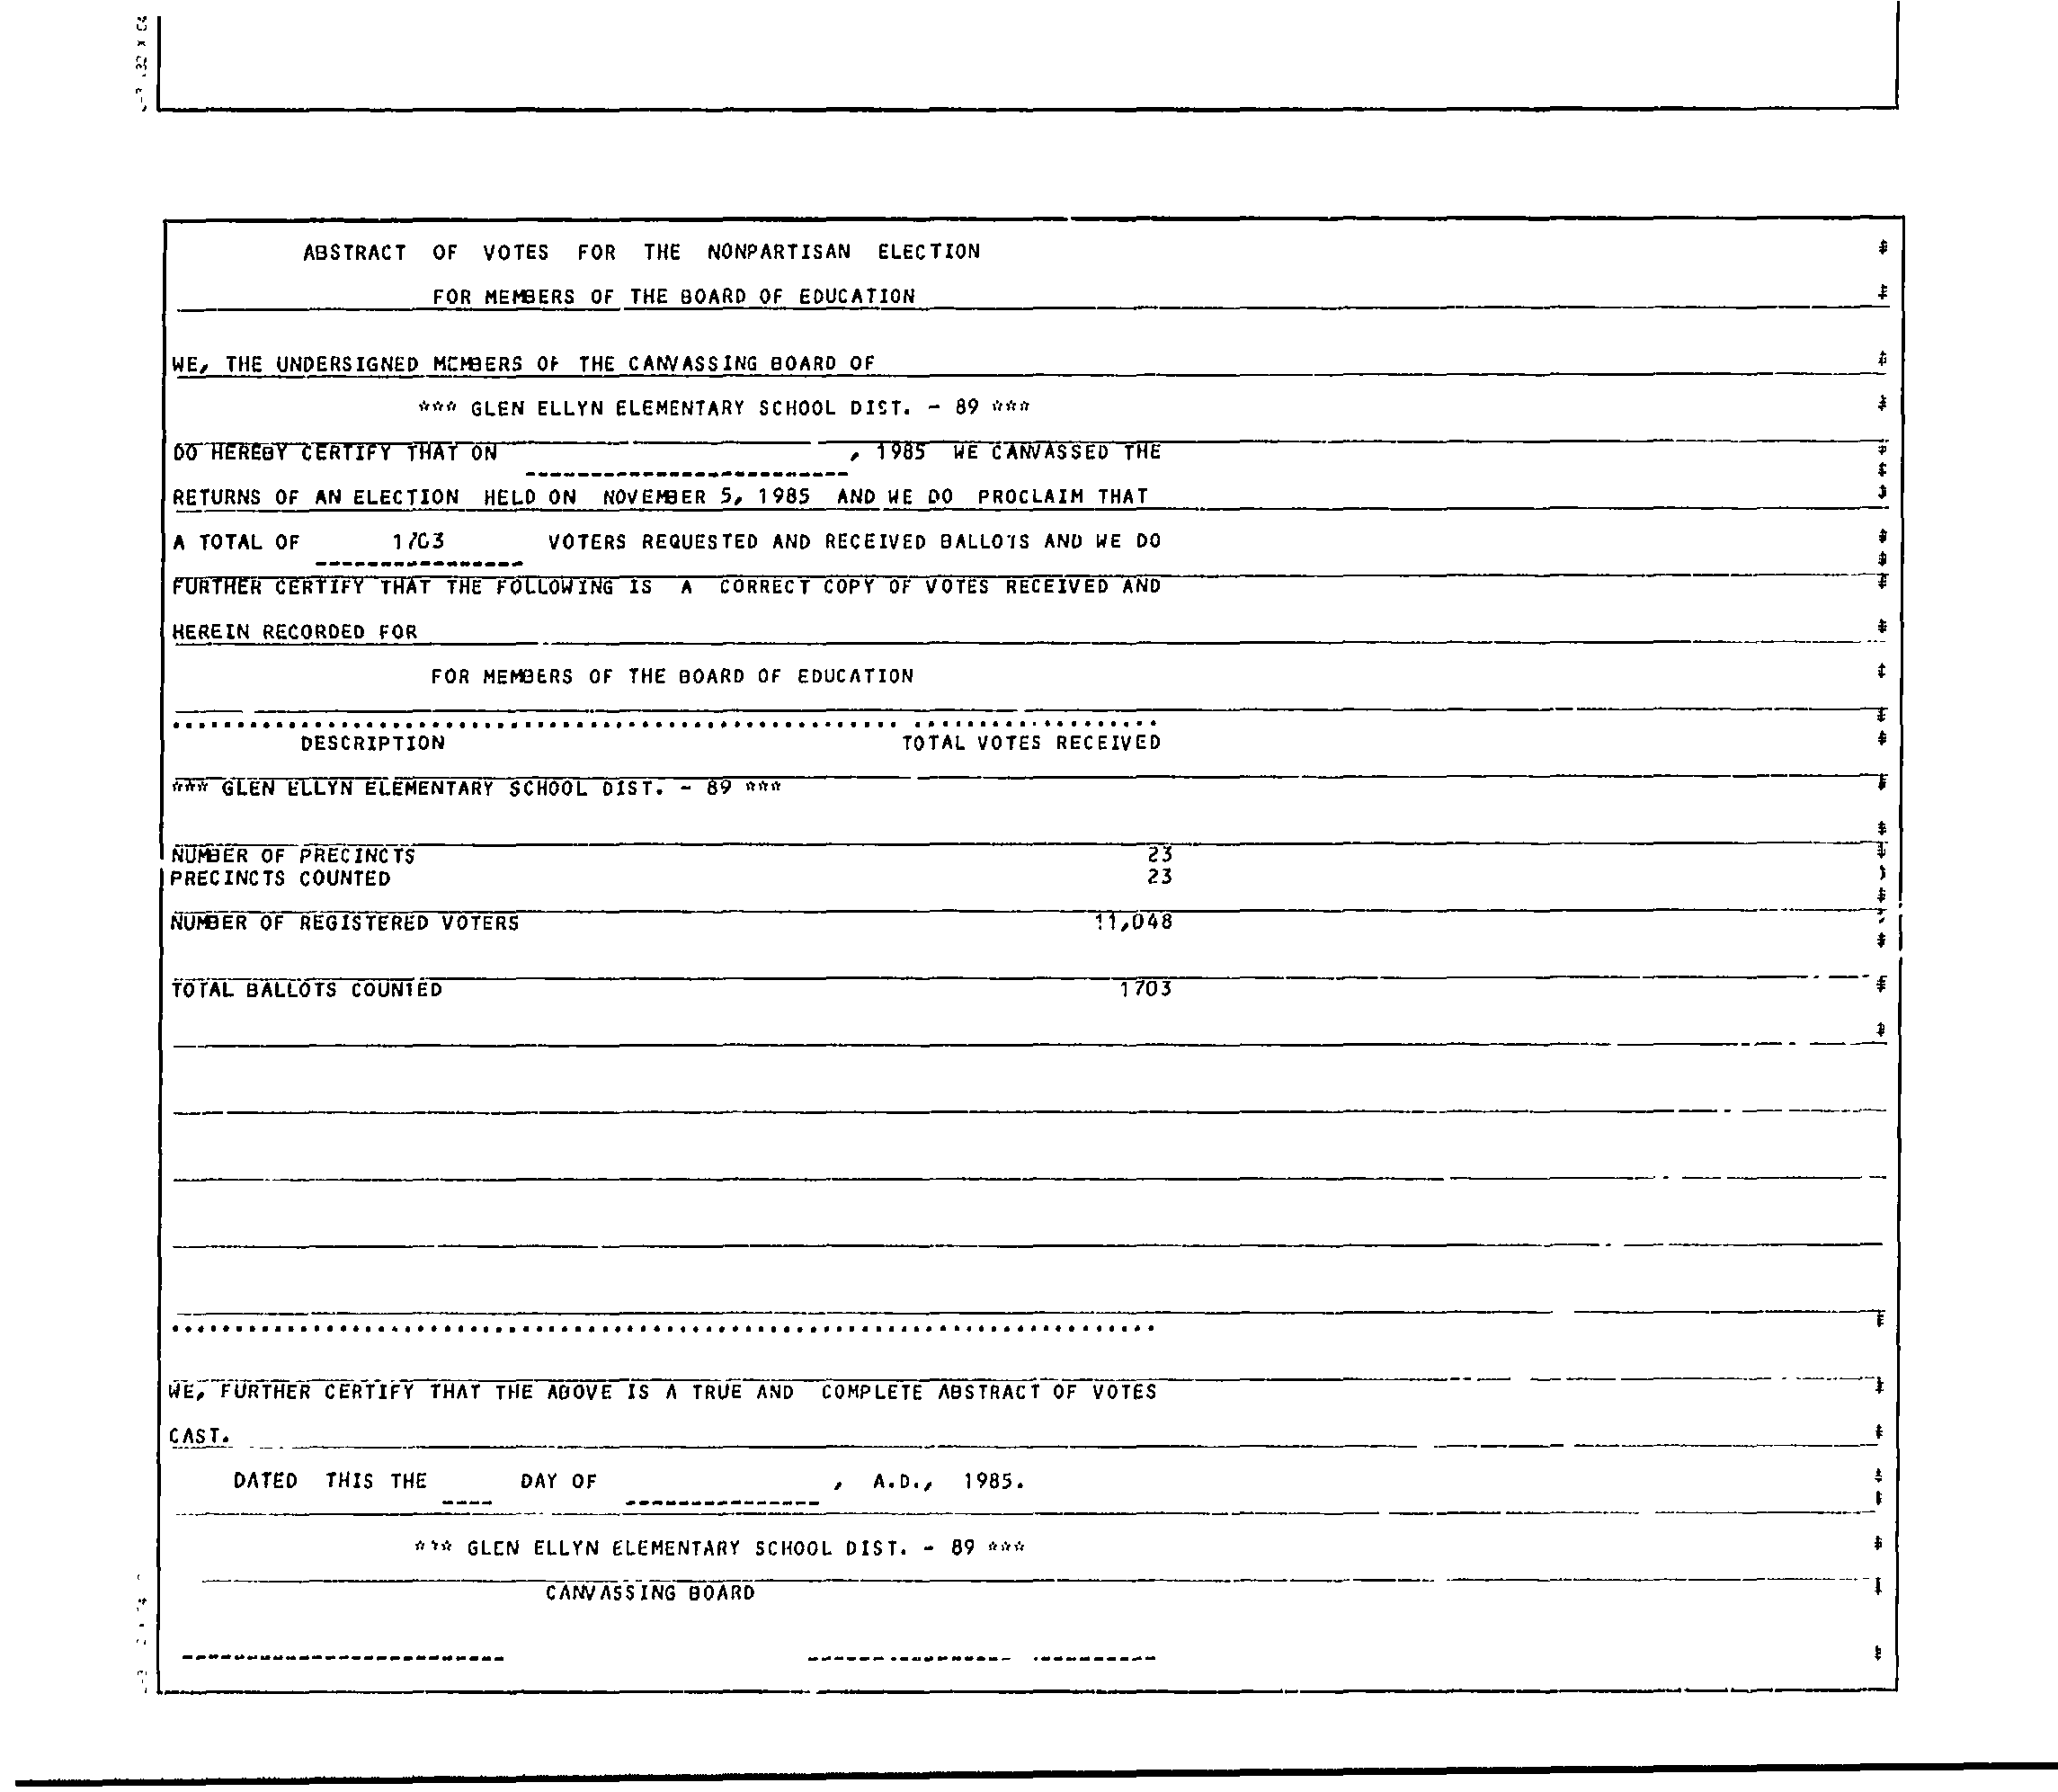 ABSTRACT OF VOTES FOR THE NONPARTISAN ELECTION
FOR MEMBERS OF THE BOARD OF EDUCATION
WE, THE UNDERSIGNED MEMBERS OF THE CANVASSING BOARD OF
*** GLEN ELLYN ELEMENTARY SCHOOL DIST. - 89 ***
DO HEREBY CERTIFY THAT ON , 1985 WE CANVASSED THE
RETURNS OF AN ELECTION HELD ON NOVEMBER 5, 1985 AND WE DO PROCLAIM THAT
A TOTAL OF 1703 VOTERS REQUESTED AND RECEIVED BALLOTS AND WE DO
FURTHER CERTIFY THAT THE FOLLOWING IS A CORRECT COPY OF VOTES RECEIVED AND
HEREIN RECORDED FOR
FOR MEMBERS OF THE BOARD OF EDUCATION
DESCRIPTION TOTAL VOTES RECEIVED
*** GLEN ELLYN ELEMENTARY SCHOOL DIST. - 89 ***
NUMBER OF PRECINCTS 23
PRECINCTS COUNTED 23
NUMBER OF REGISTERED VOTERS 11,048
TOTAL BALLOTS COUNTED 1703
WE, FURTHER CERTIFY THAT THE ABOVE IS A TRUE AND COMPLETE ABSTRACT OF VOTES
CAST.
DATED THIS THE ____ DAY OF , A.D., 1985.
*** GLEN ELLYN ELEMENTARY SCHOOL DIST. - 89 ***
CANVASSING BOARD